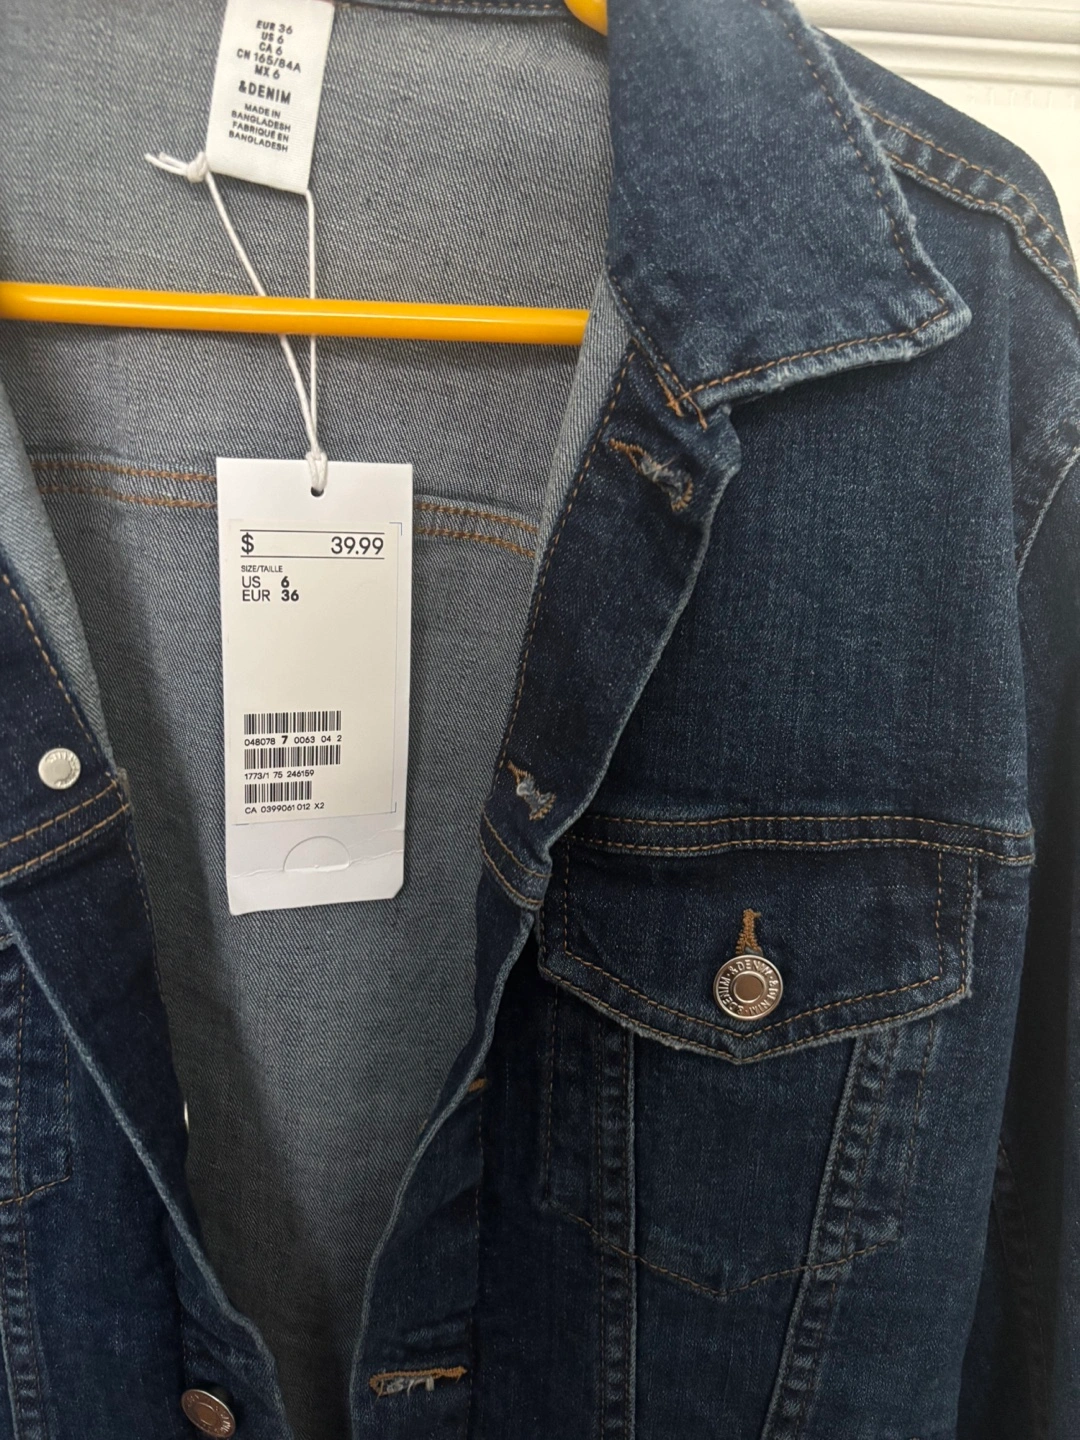 EUR 36
US 6
CA 6
CN 165/84A
MX 6
&DENIM
MADE IN
BANGLADESH
FABRIQUÉ EN
BANGLADESH
$ 39.99
SIZE/TAILLE
US 6
EUR 36
048078 7 0063 04 2
1773/1 75 246159
CA 0399061012 X2
&DENIM